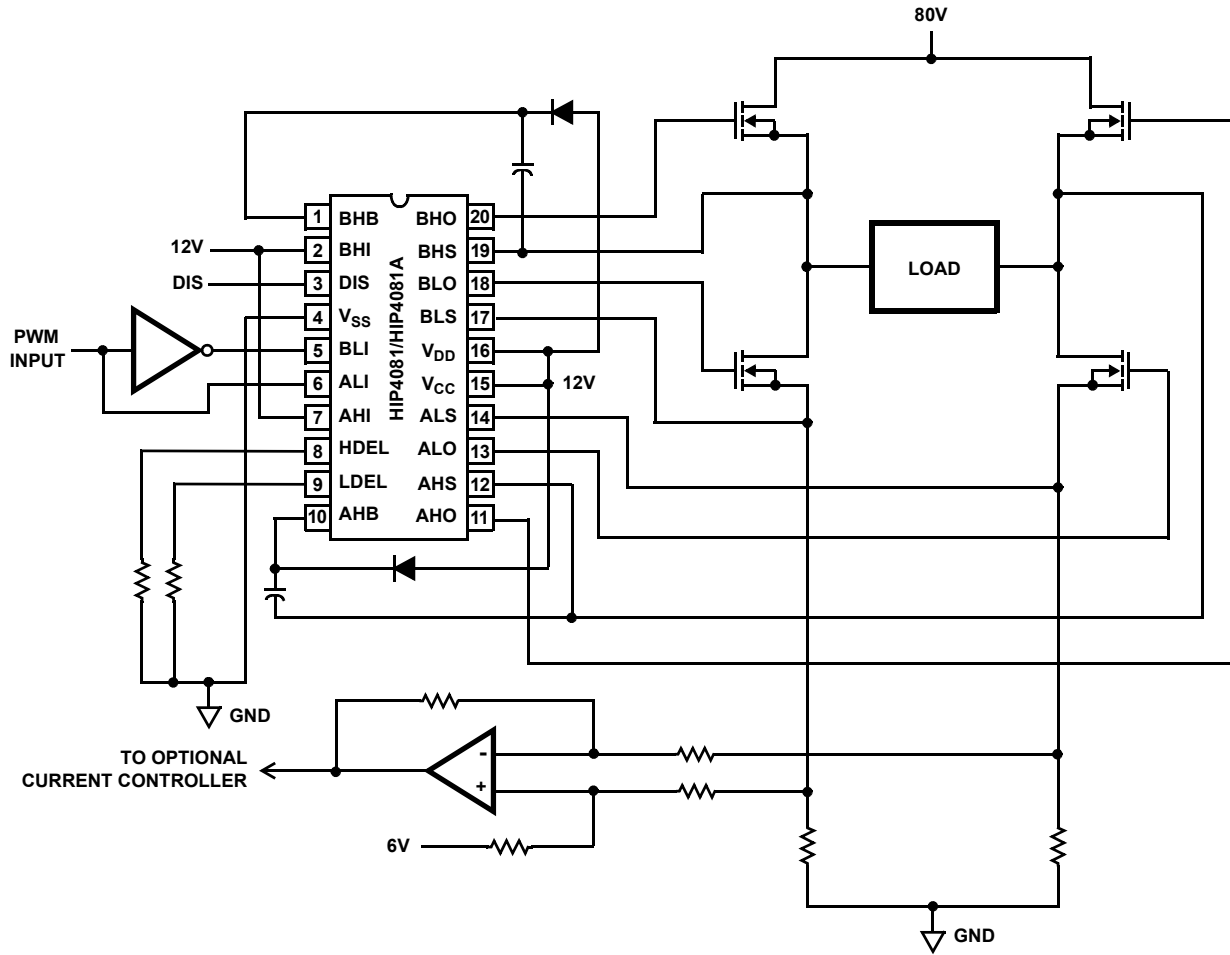 80V
12V
DIS
PWM
INPUT
1 BHB BHO 20
2 BHI BHS 19
3 DIS BLO 18
4 VSS BLS 17
5 BLI VDD 16
6 ALI VCC 15
7 AHI ALS 14
8 HDEL ALO 13
9 LDEL AHS 12
10 AHB AHO 11
HIP4081/HIP4081A
12V
LOAD
GND
TO OPTIONAL
CURRENT CONTROLLER
-
+
6V
GND